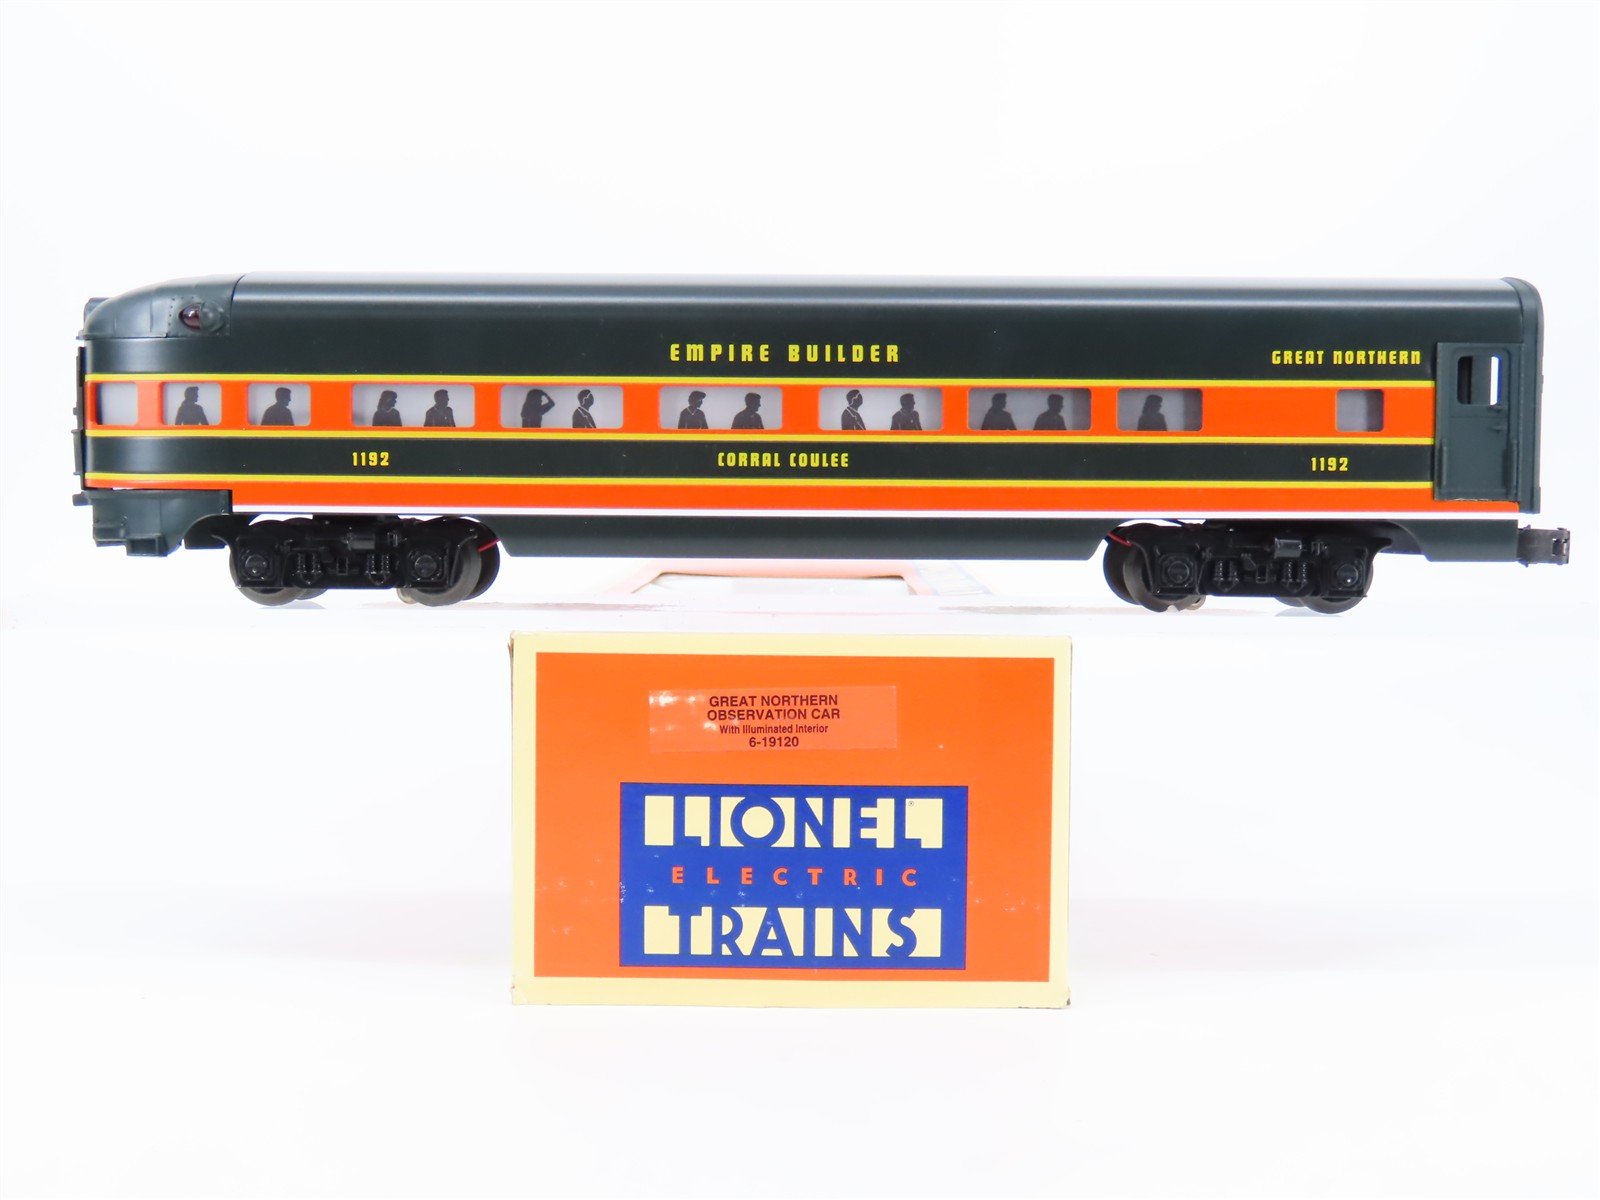 EMPIRE BUILDER
GREAT NORTHERN
1192
CORRAL COULEE
1192
GREAT NORTHERN
OBSERVATION CAR
With Illuminated Interior
6-19120
LIONEL®
ELECTRIC
TRAINS